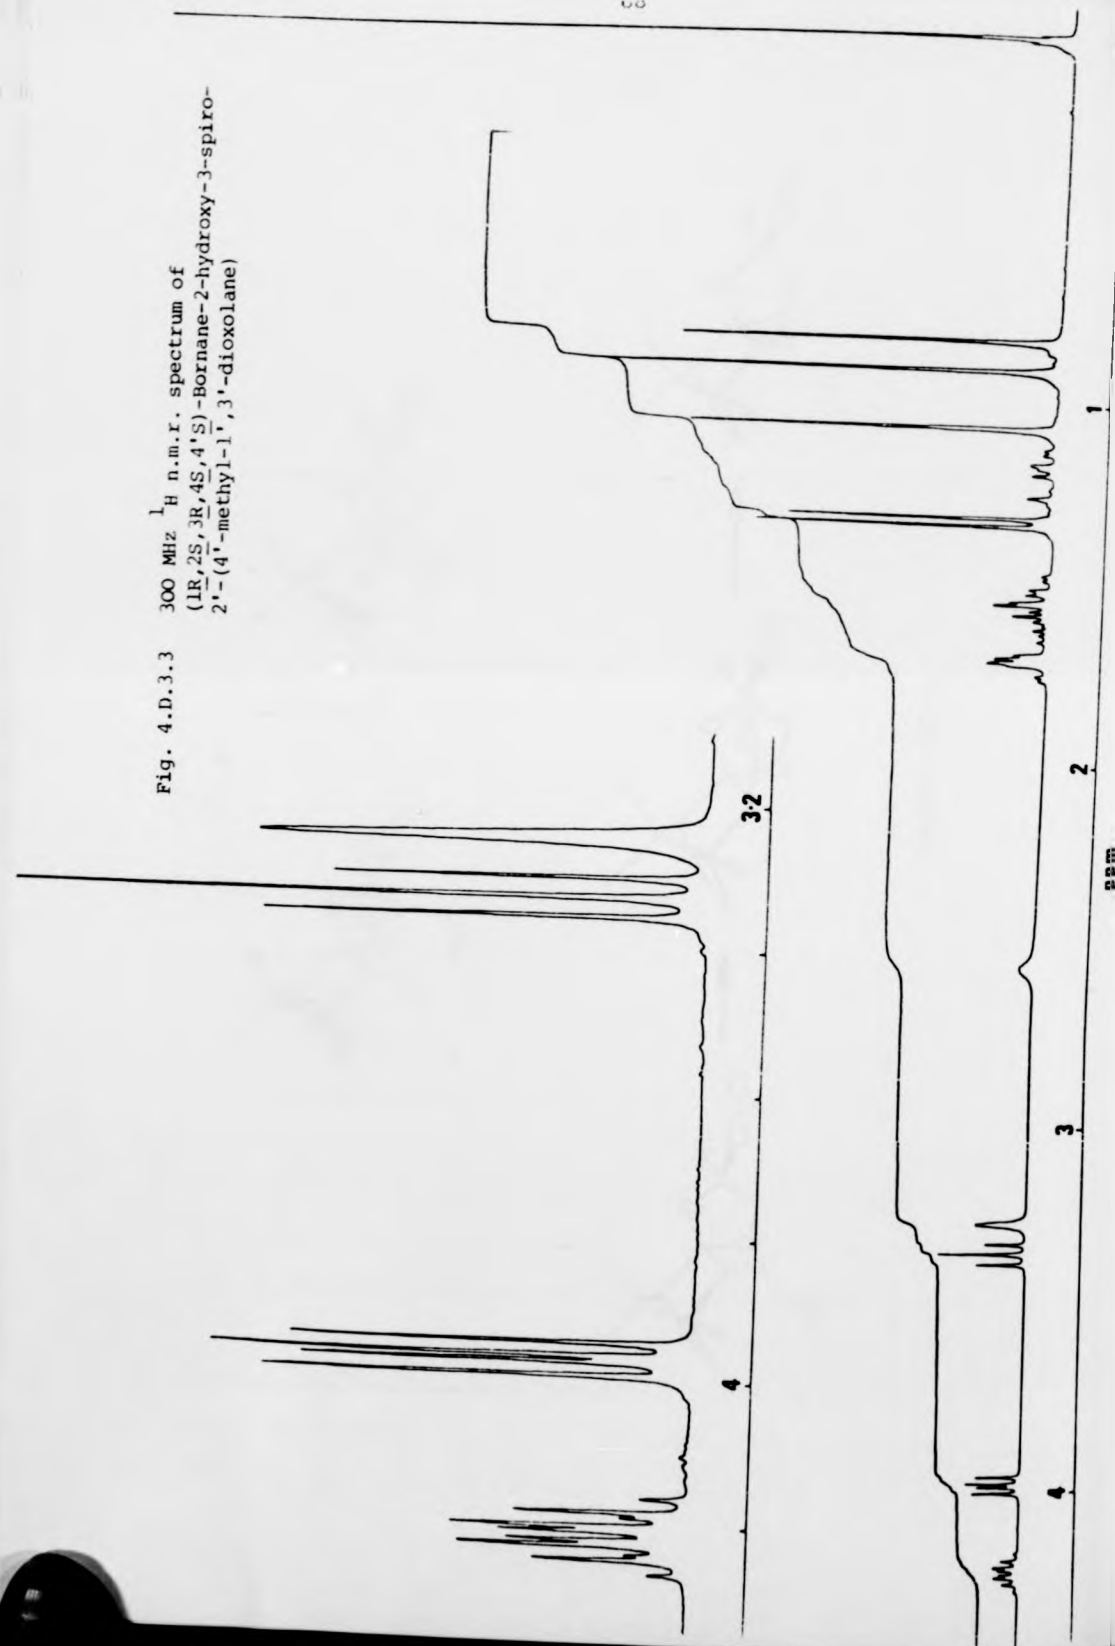 Fig. 4.D.3.3 300 MHz ¹H n.m.r. spectrum of
(1R,2S,3R,4S,4'S)-Bornane-2-hydroxy-3-spiro-
2'-(4'-methyl-1',3'-dioxolane)
4
3·2
4
3
2
1
ppm